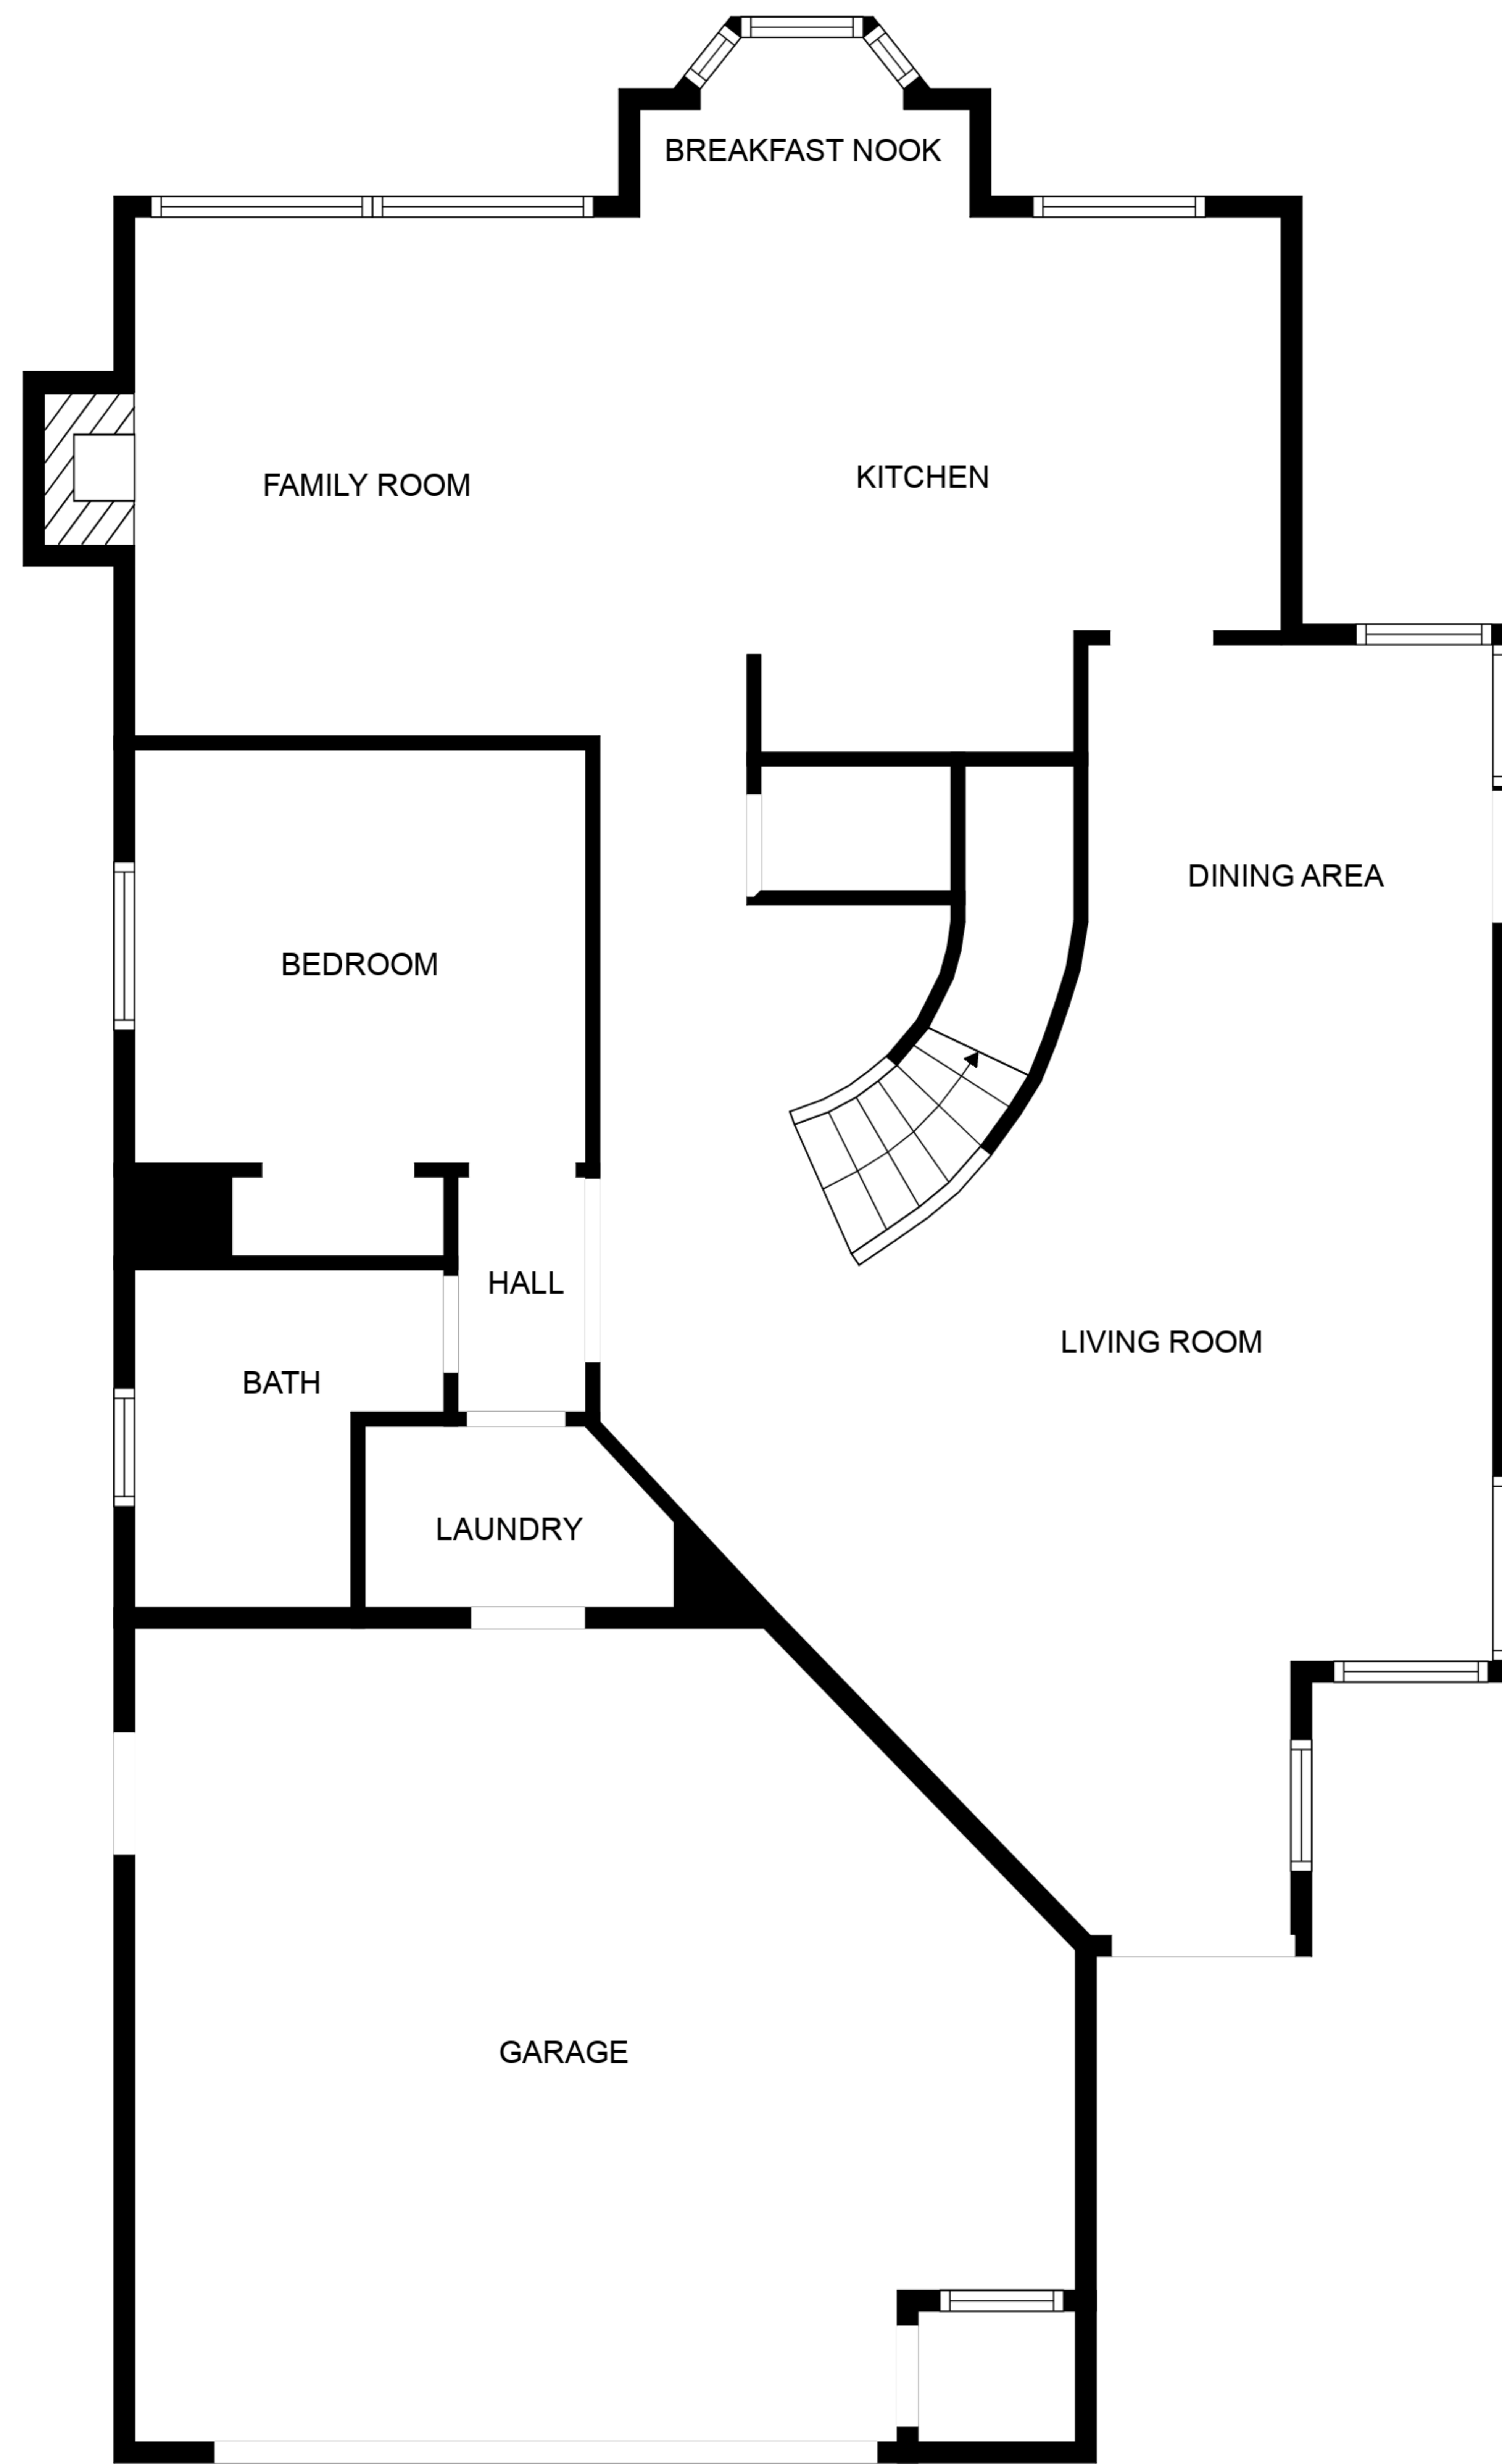 BREAKFAST NOOK
FAMILY ROOM
KITCHEN
DINING AREA
BEDROOM
HALL
LIVING ROOM
BATH
LAUNDRY
GARAGE